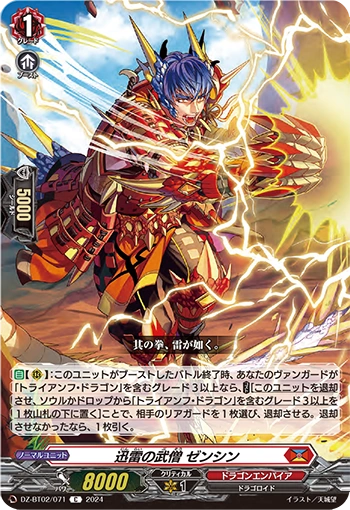 1
グレード
ブースト
5000
シールド
其の拳、雷が如く。
自【R】：このユニットがブーストしたバトル終了時、あなたのヴァンガードが
「トライアンフ・ドラゴン」を含むグレード3以上なら、【このユニットを退却
させ、ソウルかドロップから「トライアンフ・ドラゴン」を含むグレード3以上を
1枚山札の下に置く】ことで、相手のリアガードを1枚選び、退却させる。退却
させなかったなら、1枚引く。
ノーマルユニット
迅雷の武僧 ゼンシン
ドラゴンエンパイア
パワー 8000
クリティカル
1
ドラゴロイド
DZ-BT02/071 C 2024
イラスト／天城望